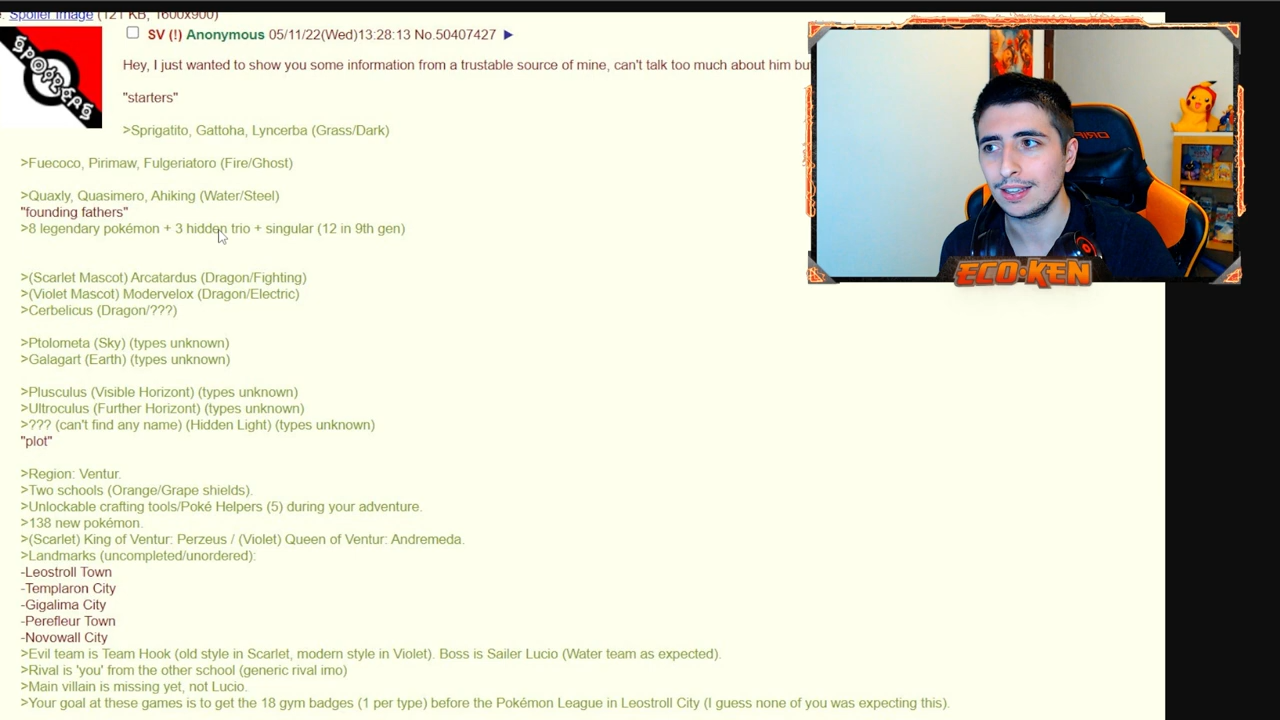 e: Spoiler Image (121 KB, 1600x900)
SV (!) Anonymous 05/11/22(Wed)13:28:13 No.50407427 ▶
SPOILERS
Hey, I just wanted to show you some information from a trustable source of mine, can't talk too much about him bu
"starters"
>Sprigatito, Gattoha, Lyncerba (Grass/Dark)
>Fuecoco, Pirimaw, Fulgeriatoro (Fire/Ghost)
>Quaxly, Quasimero, Ahiking (Water/Steel)
"founding fathers"
>8 legendary pokémon + 3 hidden trio + singular (12 in 9th gen)
>(Scarlet Mascot) Arcatardus (Dragon/Fighting)
>(Violet Mascot) Modervelox (Dragon/Electric)
>Cerbelicus (Dragon/???)
>Ptolometa (Sky) (types unknown)
>Galagart (Earth) (types unknown)
>Plusculus (Visible Horizont) (types unknown)
>Ultroculus (Further Horizont) (types unknown)
>??? (can't find any name) (Hidden Light) (types unknown)
"plot"
>Region: Ventur.
>Two schools (Orange/Grape shields).
>Unlockable crafting tools/Poké Helpers (5) during your adventure.
>138 new pokémon.
>(Scarlet) King of Ventur: Perzeus / (Violet) Queen of Ventur: Andremeda.
>Landmarks (uncompleted/unordered):
-Leostroll Town
-Templaron City
-Gigalima City
-Perefleur Town
-Novowall City
>Evil team is Team Hook (old style in Scarlet, modern style in Violet). Boss is Sailer Lucio (Water team as expected).
>Rival is 'you' from the other school (generic rival imo)
>Main villain is missing yet, not Lucio.
>Your goal at these games is to get the 18 gym badges (1 per type) before the Pokémon League in Leostroll City (I guess none of you was expecting this).
DRIFT
ECO·KEN